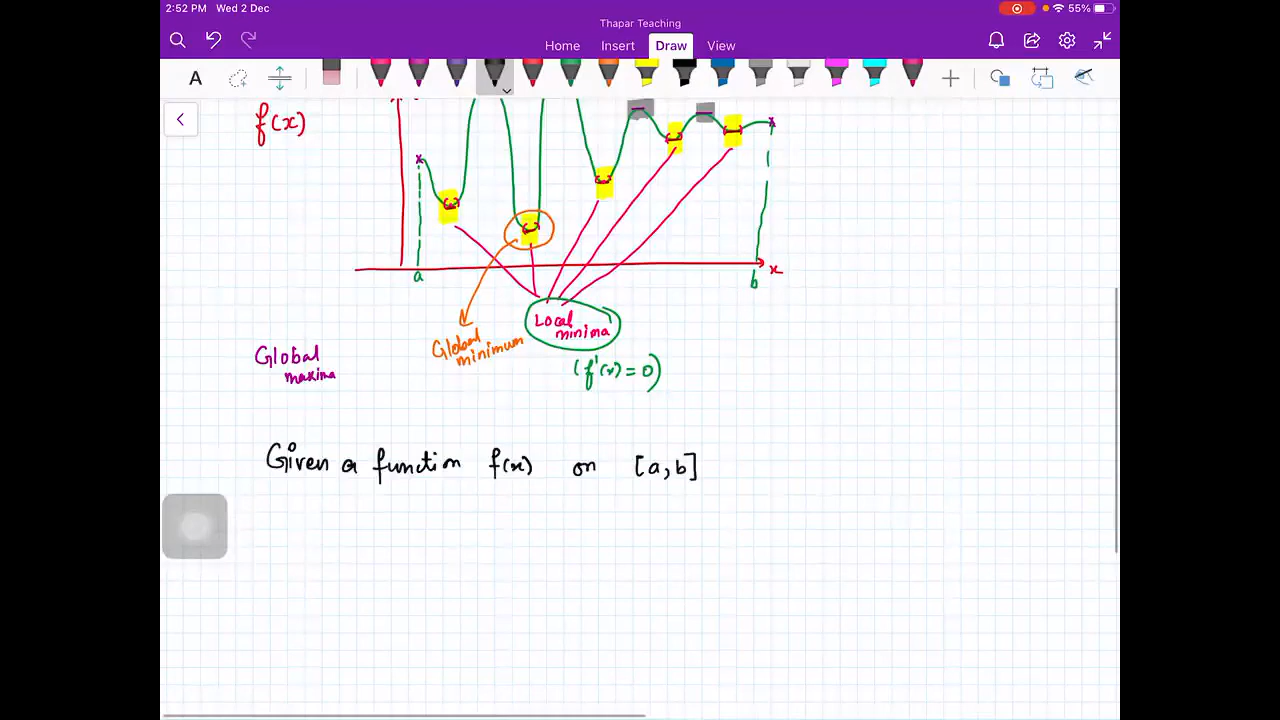 2:52 PM Wed 2 Dec
55%
Thapar Teaching
Home Insert Draw View
A
f(x)
a
b
x
Local
minima
Global
minimum
(f'(x) = 0)
Global
maxima
Given a function f(x) on [a, b]